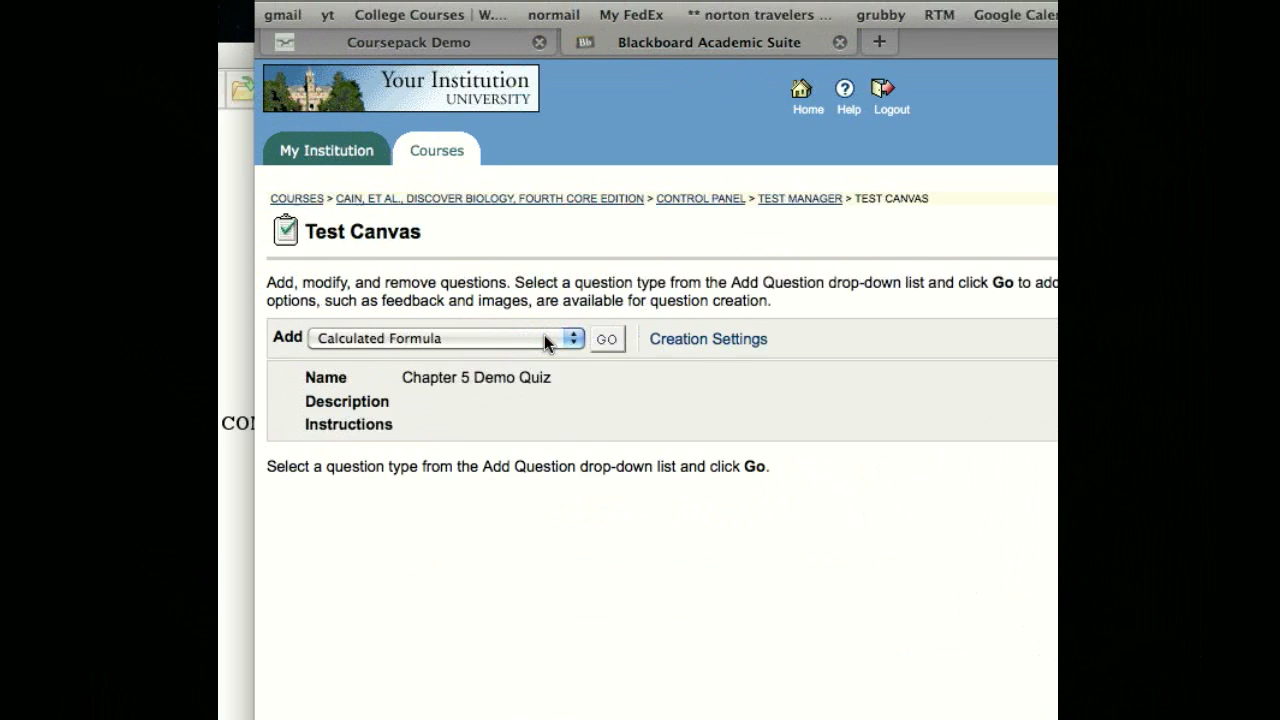 gmail yt College Courses | W.... normail My FedEx ** norton travelers ... grubby RTM Google Caler
Coursepack Demo Bb Blackboard Academic Suite +
Your Institution
UNIVERSITY
Home Help Logout
My Institution Courses
COURSES > CAIN, ET AL., DISCOVER BIOLOGY, FOURTH CORE EDITION > CONTROL PANEL > TEST MANAGER > TEST CANVAS
Test Canvas
Add, modify, and remove questions. Select a question type from the Add Question drop-down list and click Go to add
options, such as feedback and images, are available for question creation.
Add Calculated Formula GO Creation Settings
Name Chapter 5 Demo Quiz
Description
Instructions
Select a question type from the Add Question drop-down list and click Go.